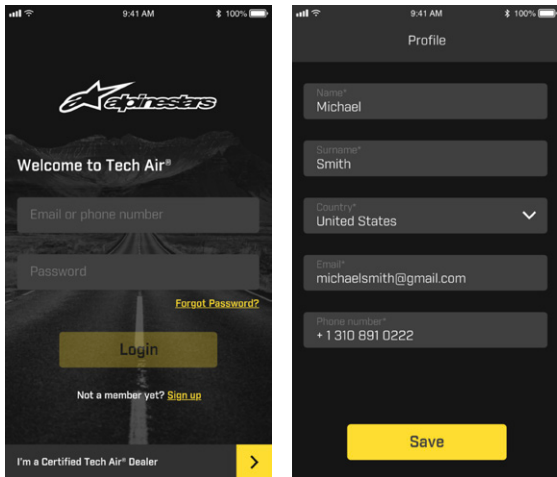 9:41 AM
100%
alpinestars
Welcome to Tech Air®
Email or phone number
Password
Forgot Password?
Login
Not a member yet? Sign up
I'm a Certified Tech Air® Dealer
9:41 AM
100%
Profile
Name*
Michael
Surname*
Smith
Country*
United States
Email*
michaelsmith@gmail.com
Phone number*
+ 1 310 891 0222
Save